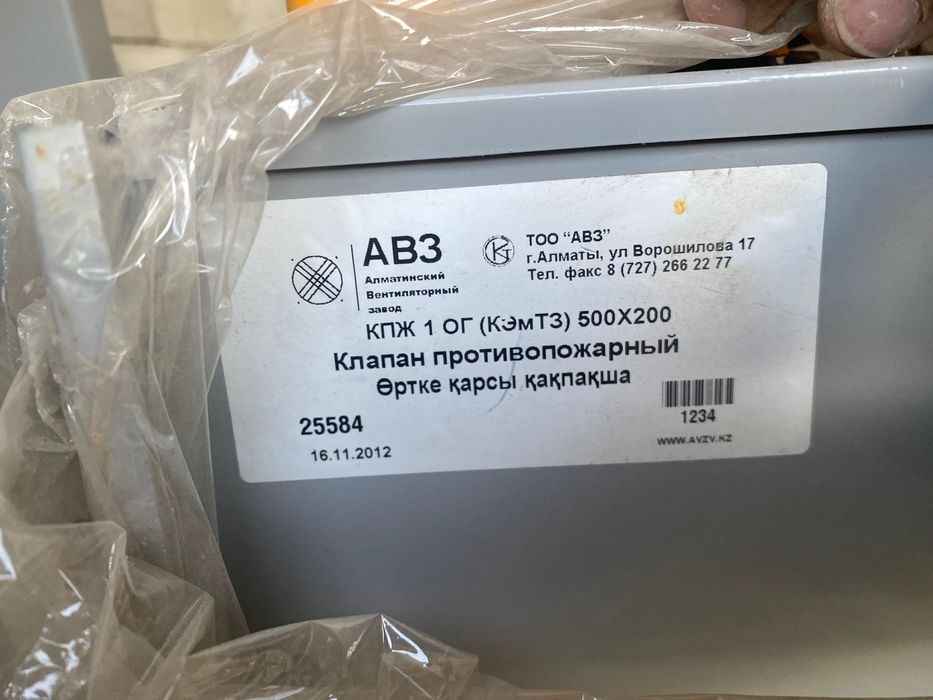 АВЗ
Алматинский
Вентиляторный
завод
КТ
ТОО “АВЗ”
г.Алматы, ул Ворошилова 17
Тел. факс 8 (727) 266 22 77
КПЖ 1 ОГ (КЭмТЗ) 500Х200
Клапан противопожарный
Өртке қарсы қақпақша
25584
16.11.2012
1234
WWW.AVZV.KZ